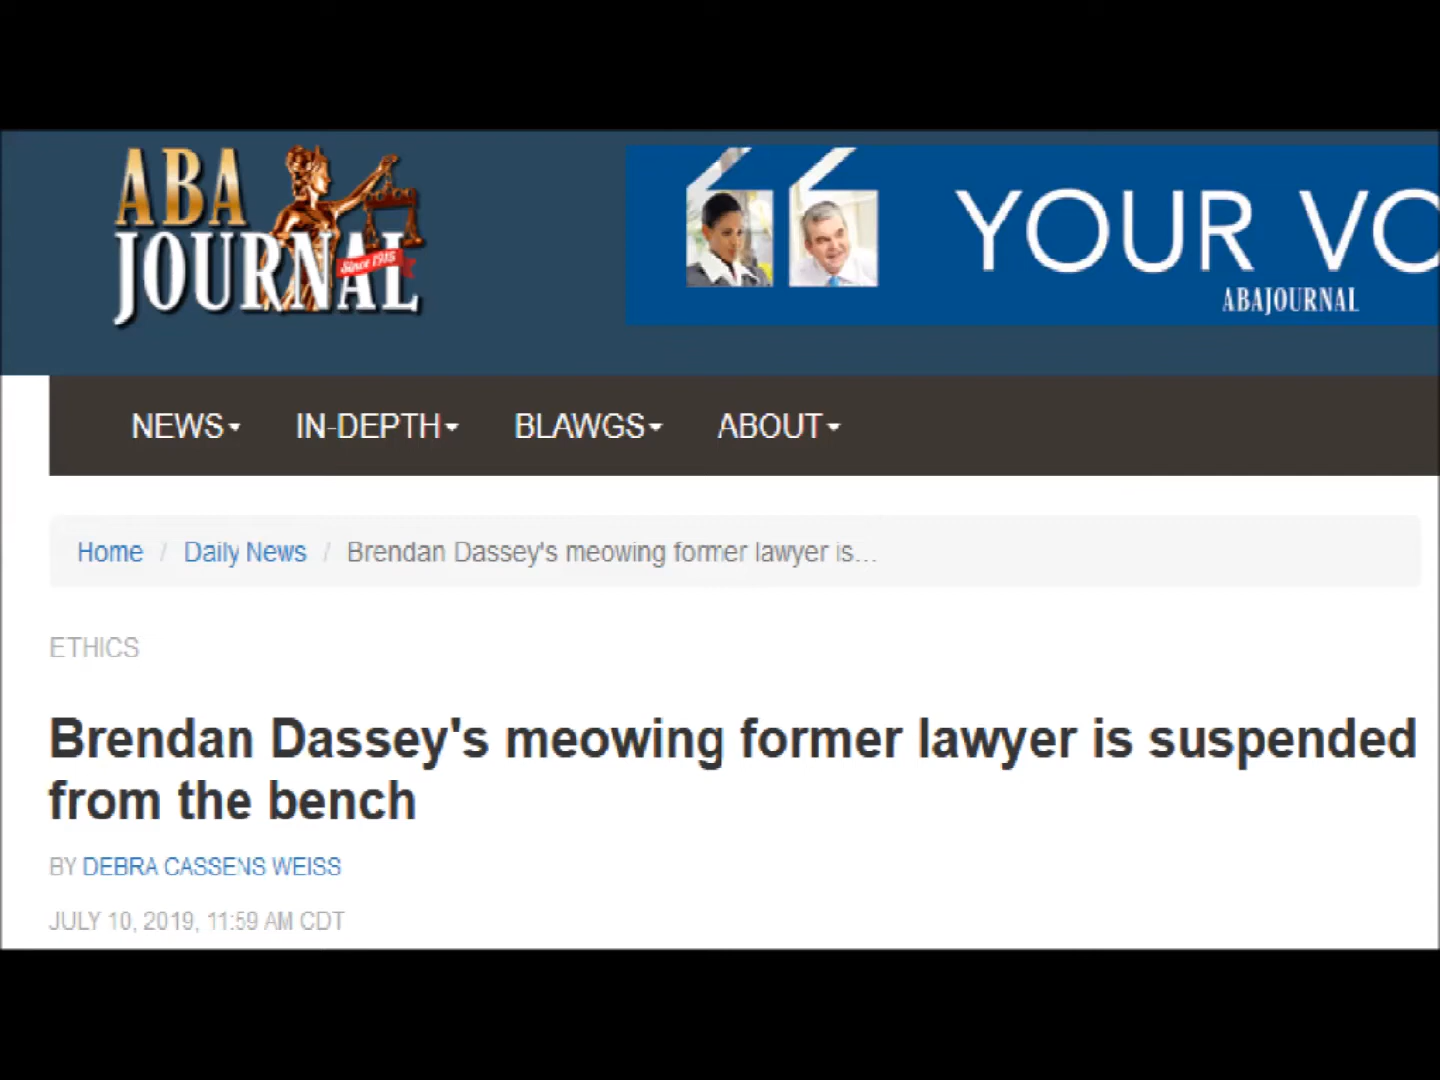 ABA
JOURNAL
Since 1915
YOUR VO
ABAJOURNAL
NEWS
IN-DEPTH
BLAWGS
ABOUT
Home / Daily News / Brendan Dassey's meowing former lawyer is...
ETHICS
Brendan Dassey's meowing former lawyer is suspended
from the bench
BY DEBRA CASSENS WEISS
JULY 10, 2019, 11:59 AM CDT